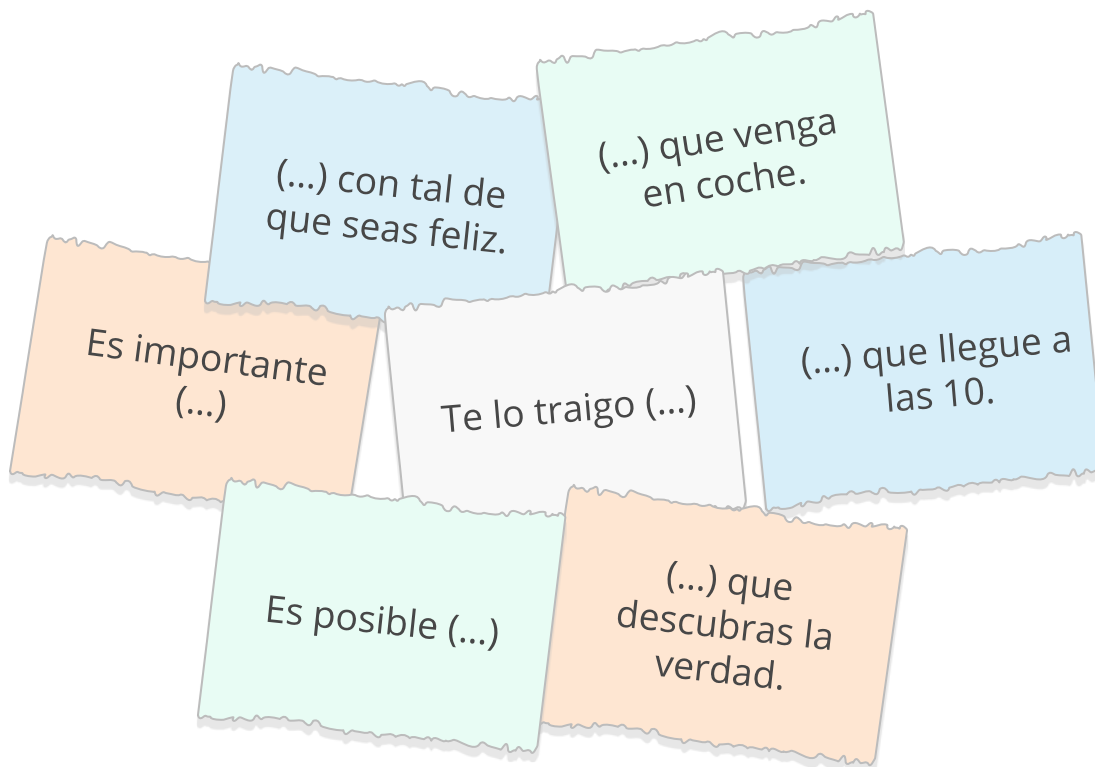 (...) que venga
en coche.
(...) con tal de
que seas feliz.
Es importante
(...)
Te lo traigo (...)
(...) que llegue a
las 10.
Es posible (...)
(...) que
descubras la
verdad.